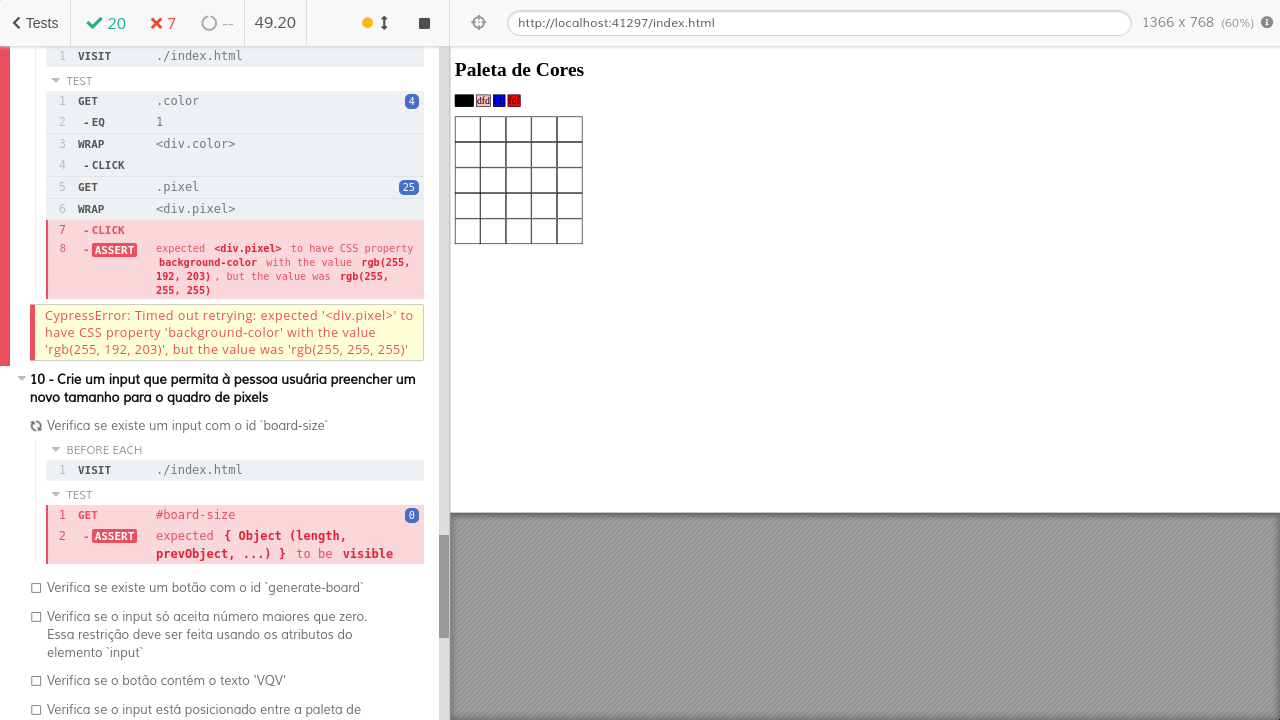 Tests 20 7 -- 49.20
http://localhost:41297/index.html 1366 x 768 (60%)
1 VISIT ./index.html
TEST
1 GET .color 4
2 - EQ 1
3 WRAP <div.color>
4 - CLICK
5 GET .pixel 25
6 WRAP <div.pixel>
7 - CLICK
8 - ASSERT expected <div.pixel> to have CSS property
background-color with the value rgb(255,
192, 203) , but the value was rgb(255,
255, 255)
CypressError: Timed out retrying: expected '<div.pixel>' to
have CSS property 'background-color' with the value
'rgb(255, 192, 203)', but the value was 'rgb(255, 255, 255)'
10 - Crie um input que permita à pessoa usuária preencher um
novo tamanho para o quadro de pixels
Verifica se existe um input com o id `board-size`
BEFORE EACH
1 VISIT ./index.html
TEST
1 GET #board-size 0
2 - ASSERT expected { Object (length,
prevObject, ...) } to be visible
Verifica se existe um botão com o id `generate-board`
Verifica se o input só aceita número maiores que zero.
Essa restrição deve ser feita usando os atributos do
elemento `input`
Verifica se o botão contém o texto 'VQV'
Verifica se o input está posicionado entre a paleta de
Paleta de Cores
dfd